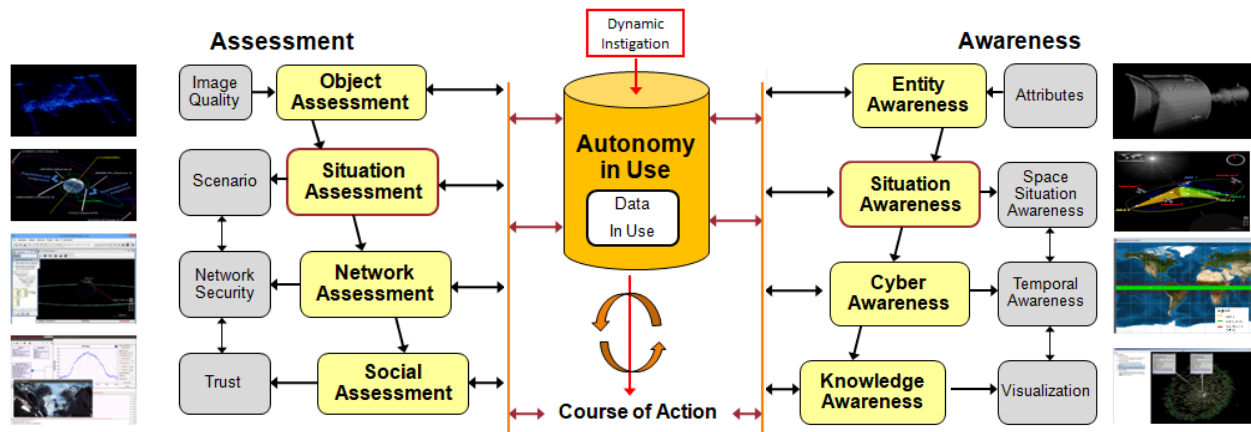 Assessment
Dynamic
Instigation
Awareness
Image
Quality
Object
Assessment
Scenario
Situation
Assessment
Network
Security
Network
Assessment
Trust
Social
Assessment
Autonomy
in Use
Data
In Use
Course of Action
Entity
Awareness
Attributes
Situation
Awareness
Space
Situation
Awareness
Cyber
Awareness
Temporal
Awareness
Knowledge
Awareness
Visualization